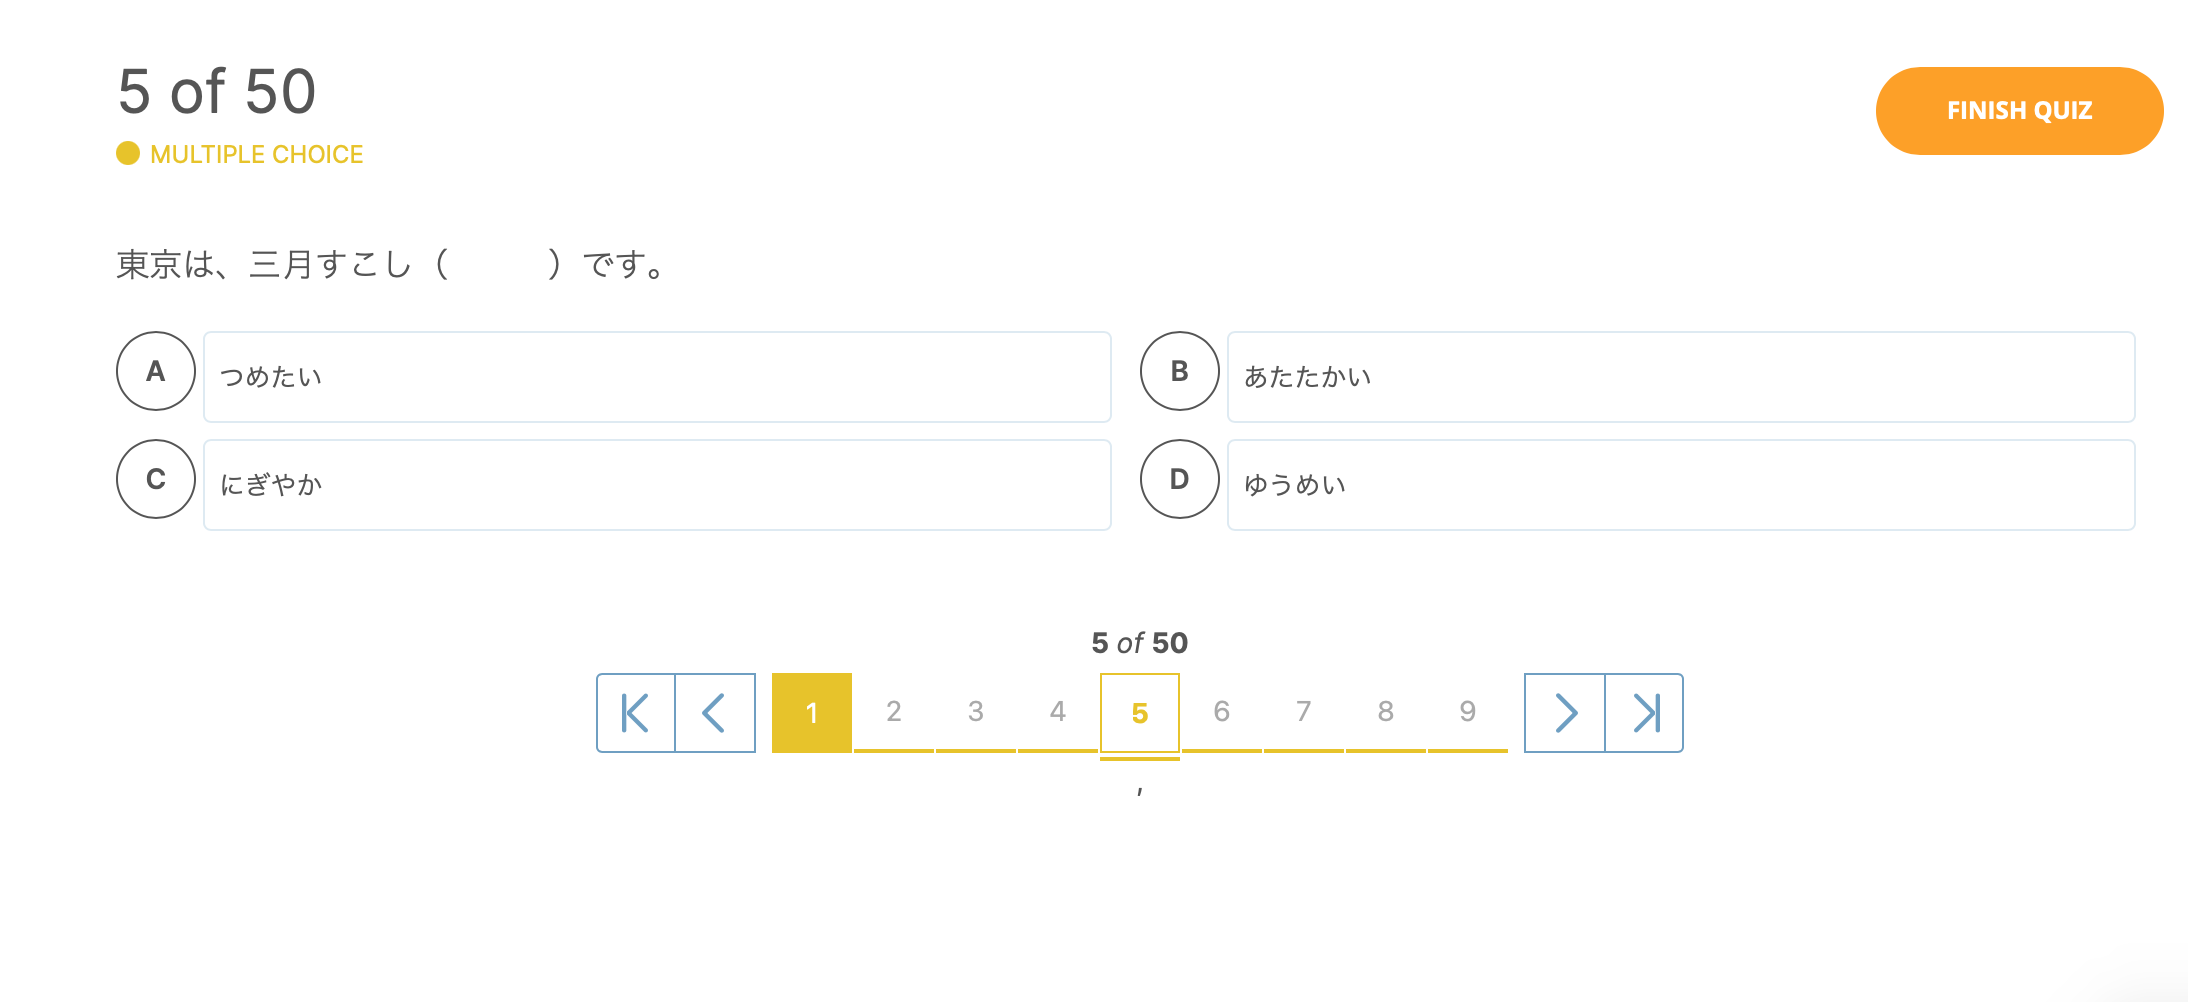 5 of 50
FINISH QUIZ
MULTIPLE CHOICE
東京は、三月すこし（　　　）です。
A つめたい
B あたたかい
C にぎやか
D ゆうめい
5 of 50
1 2 3 4 5 6 7 8 9
,